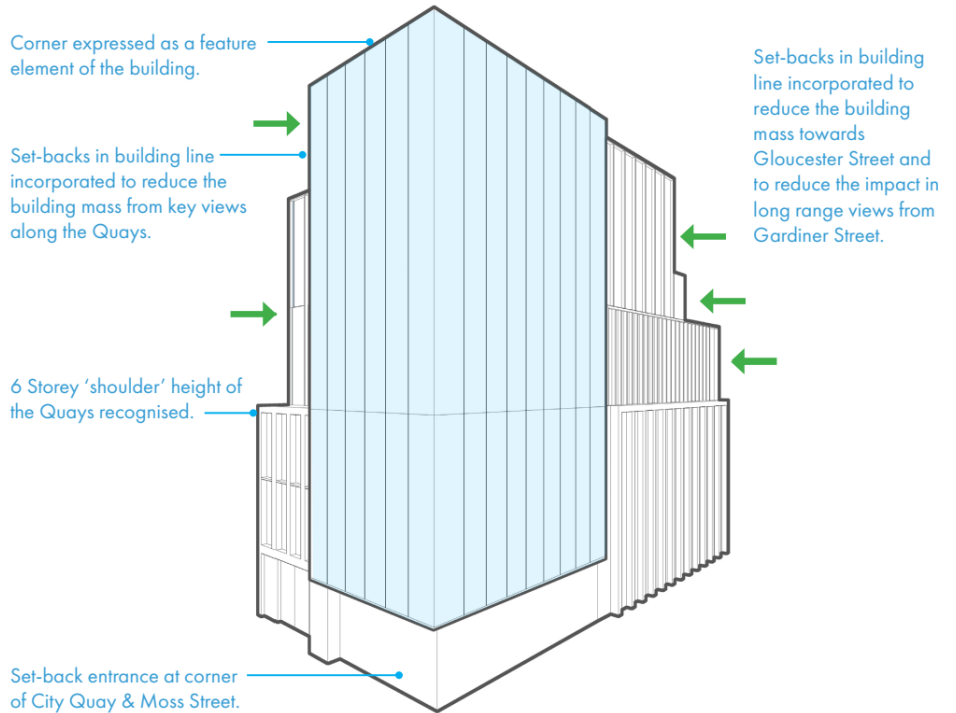 Corner expressed as a feature
element of the building.
Set-backs in building line
incorporated to reduce the
building mass from key views
along the Quays.
6 Storey ‘shoulder’ height of
the Quays recognised.
Set-back entrance at corner
of City Quay & Moss Street.
Set-backs in building
line incorporated to
reduce the building
mass towards
Gloucester Street and
to reduce the impact in
long range views from
Gardiner Street.